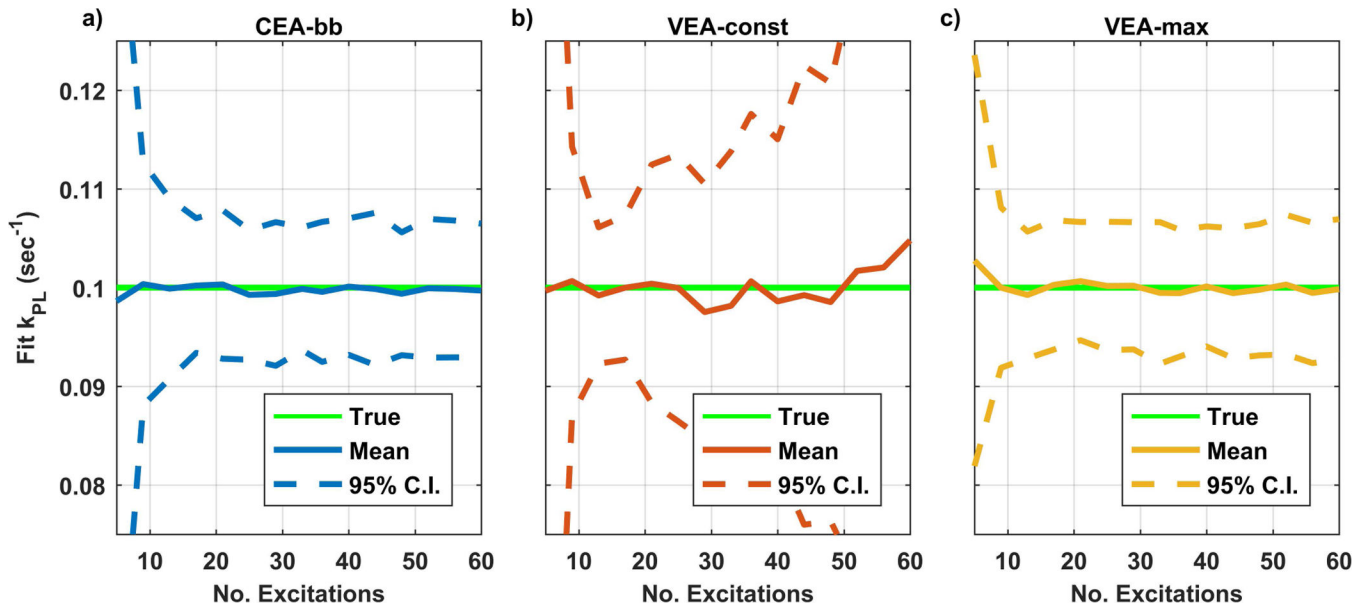 a) CEA-bb
b) VEA-const
c) VEA-max
Fit k_PL (sec^-1)
0.12
0.11
0.1
0.09
0.08
True
Mean
95% C.I.
True
Mean
95% C.I.
True
Mean
95% C.I.
10 20 30 40 50 60
10 20 30 40 50 60
10 20 30 40 50 60
No. Excitations
No. Excitations
No. Excitations